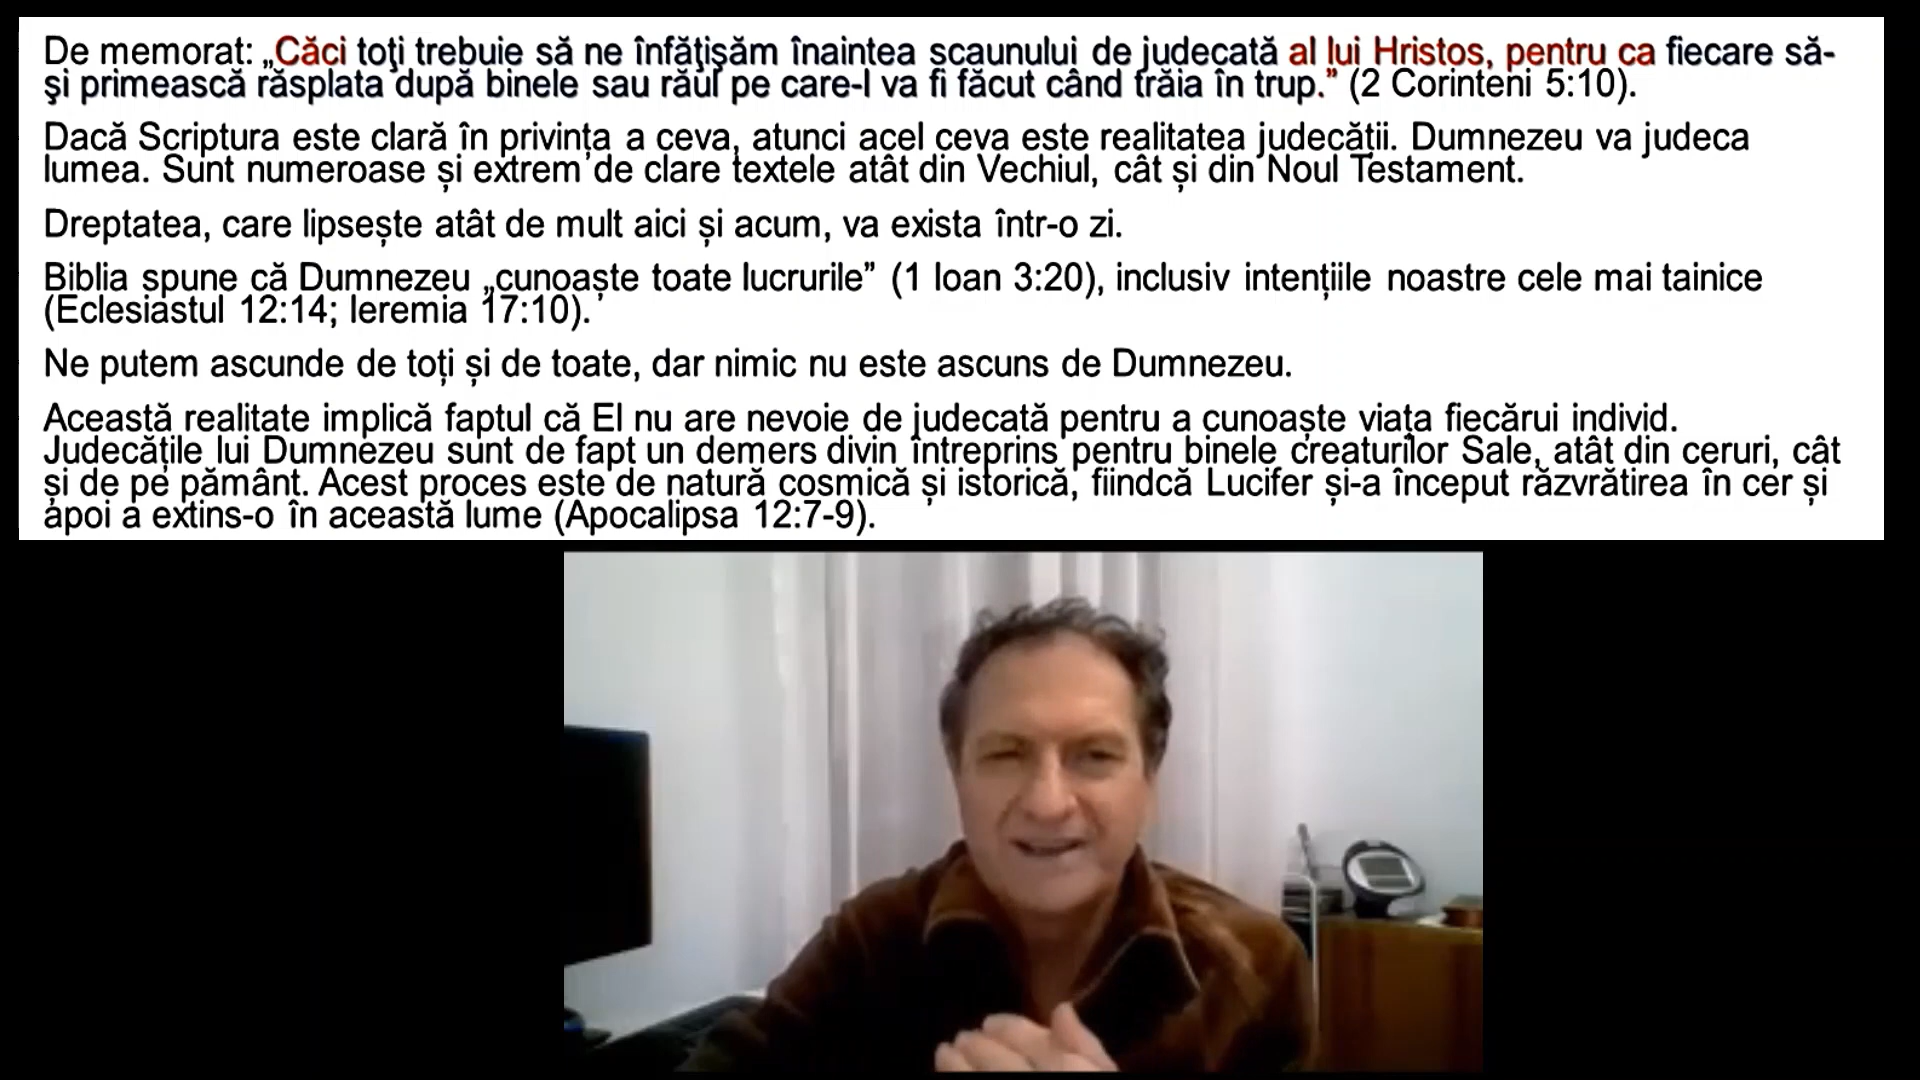 De memorat: „Căci toţi trebuie să ne înfăţişăm înaintea scaunului de judecată al lui Hristos, pentru ca fiecare să-
şi primească răsplata după binele sau răul pe care-l va fi făcut când trăia în trup.” (2 Corinteni 5:10).
Dacă Scriptura este clară în privința a ceva, atunci acel ceva este realitatea judecății. Dumnezeu va judeca
lumea. Sunt numeroase și extrem de clare textele atât din Vechiul, cât și din Noul Testament.
Dreptatea, care lipsește atât de mult aici și acum, va exista într-o zi.
Biblia spune că Dumnezeu „cunoaște toate lucrurile” (1 Ioan 3:20), inclusiv intențiile noastre cele mai tainice
(Eclesiastul 12:14; Ieremia 17:10).
Ne putem ascunde de toți și de toate, dar nimic nu este ascuns de Dumnezeu.
Această realitate implică faptul că El nu are nevoie de judecată pentru a cunoaște viața fiecărui individ.
Judecățile lui Dumnezeu sunt de fapt un demers divin întreprins pentru binele creaturilor Sale, atât din ceruri, cât
și de pe pământ. Acest proces este de natură cosmică și istorică, fiindcă Lucifer și-a început răzvrătirea în cer și
apoi a extins-o în această lume (Apocalipsa 12:7-9).